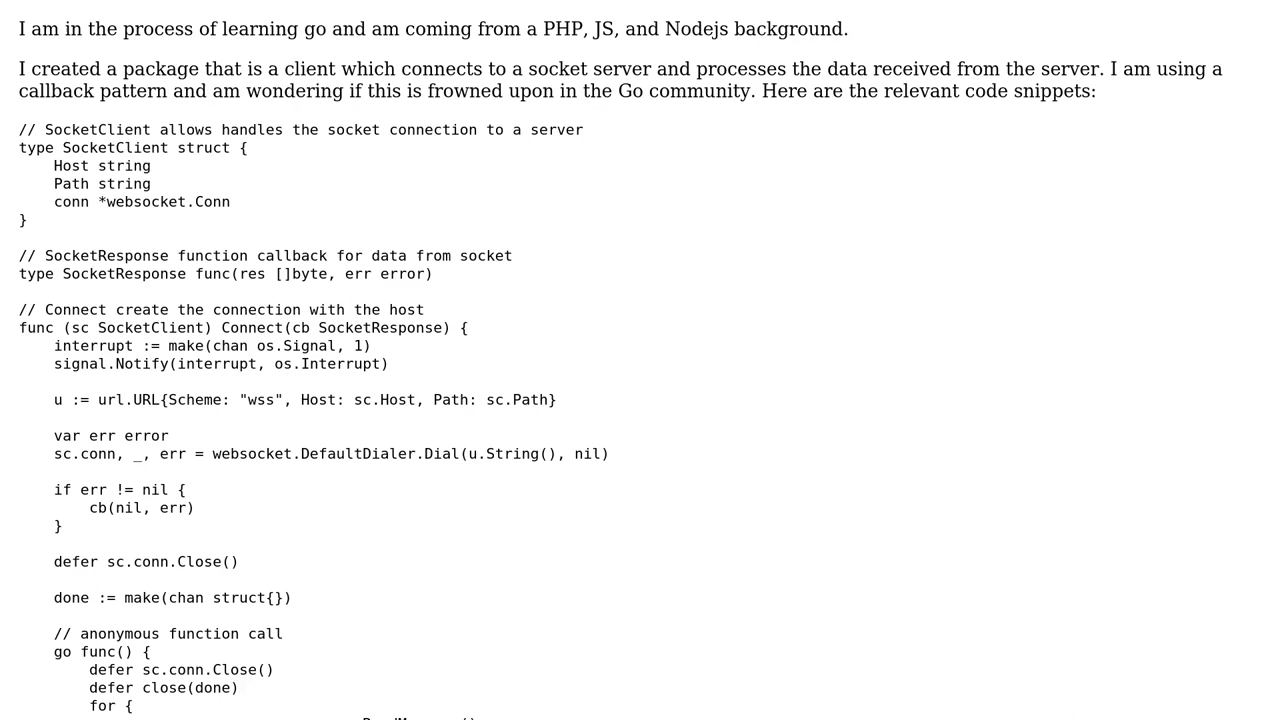 I am in the process of learning go and am coming from a PHP, JS, and Nodejs background.
I created a package that is a client which connects to a socket server and processes the data received from the server. I am using a
callback pattern and am wondering if this is frowned upon in the Go community. Here are the relevant code snippets:
// SocketClient allows handles the socket connection to a server
type SocketClient struct {
    Host string
    Path string
    conn *websocket.Conn
}
// SocketResponse function callback for data from socket
type SocketResponse func(res []byte, err error)
// Connect create the connection with the host
func (sc SocketClient) Connect(cb SocketResponse) {
    interrupt := make(chan os.Signal, 1)
    signal.Notify(interrupt, os.Interrupt)
    u := url.URL{Scheme: "wss", Host: sc.Host, Path: sc.Path}
    var err error
    sc.conn, _, err = websocket.DefaultDialer.Dial(u.String(), nil)
    if err != nil {
        cb(nil, err)
    }
    defer sc.conn.Close()
    done := make(chan struct{})
    // anonymous function call
    go func() {
        defer sc.conn.Close()
        defer close(done)
        for {